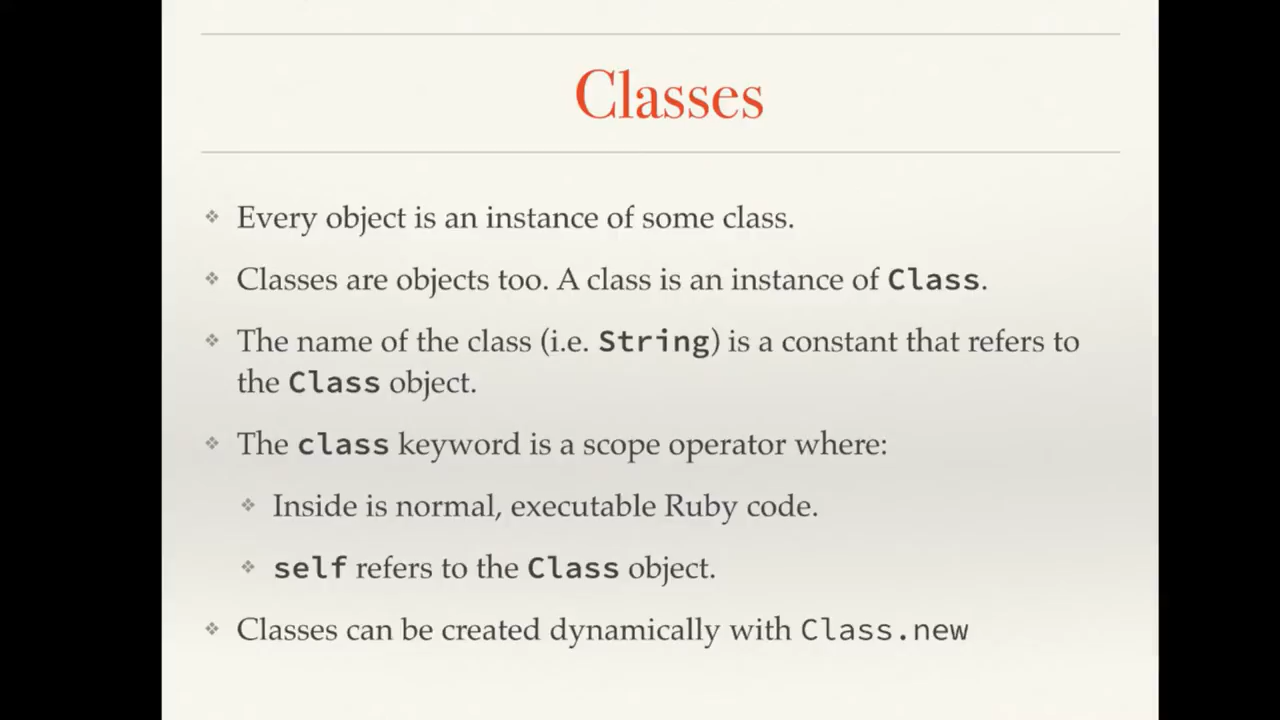 Classes
Every object is an instance of some class.
Classes are objects too. A class is an instance of Class.
The name of the class (i.e. String) is a constant that refers to
the Class object.
The class keyword is a scope operator where:
Inside is normal, executable Ruby code.
self refers to the Class object.
Classes can be created dynamically with Class.new